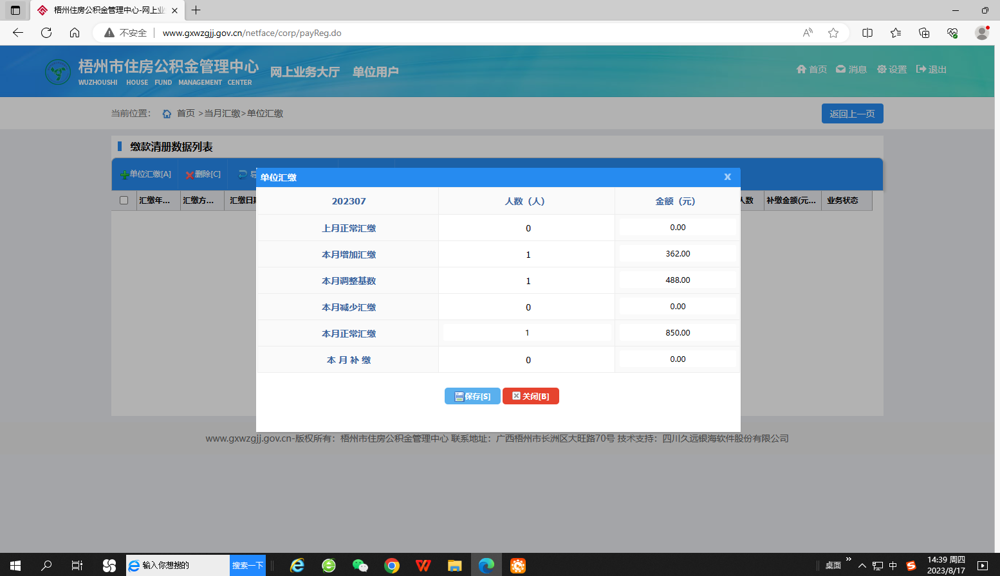 梧州住房公积金管理中心-网上业
不安全
www.gxwzgjj.gov.cn/netface/corp/payReg.do
梧州市住房公积金管理中心
WUZHOUSHI HOUSE FUND MANAGEMENT CENTER
网上业务大厅 单位用户
首页 消息 设置 退出
当前位置： 首页 >当月汇缴>单位汇缴
返回上一页
缴款清册数据列表
单位汇缴[A] 删除[C] 导
汇缴年... 汇缴方... 汇缴日期 人数 补缴金额(元... 业务状态
单位汇缴 X
202307 人数（人） 金额（元）
上月正常汇缴 0 0.00
本月增加汇缴 1 362.00
本月调整基数 1 488.00
本月减少汇缴 0 0.00
本月正常汇缴 1 850.00
本 月 补 缴 0 0.00
保存[S] 关闭[B]
www.gxwzgjj.gov.cn-版权所有：梧州市住房公积金管理中心 联系地址：广西梧州市长洲区大旺路70号 技术支持：四川久远银海软件股份有限公司
输入你想搜的 搜索一下
桌面 中
14:39 周四
2023/8/17